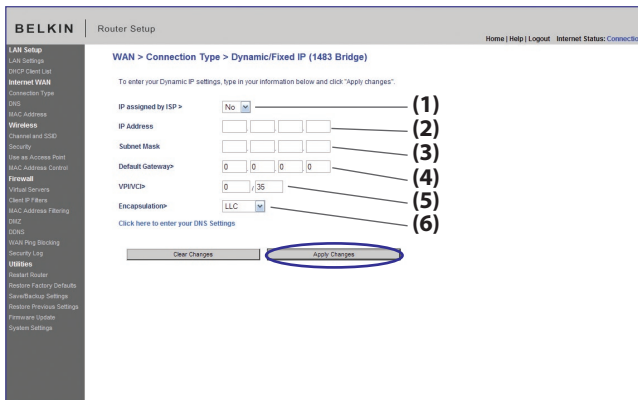 BELKIN
Router Setup
Home | Help | Logout Internet Status: Connectio
LAN Setup
LAN Settings
DHCP Client List
Internet WAN
Connection Type
DNS
MAC Address
Wireless
Channel and SSID
Security
Use as Access Point
MAC Address Control
Firewall
Virtual Servers
Client IP Filters
MAC Address Filtering
DMZ
DDNS
WAN Ping Blocking
Security Log
Utilities
Restart Router
Restore Factory Defaults
Save/Backup Settings
Restore Previous Settings
Firmware Update
System Settings
WAN > Connection Type > Dynamic/Fixed IP (1483 Bridge)
To enter your Dynamic IP settings, type in your information below and click "Apply changes".
IP assigned by ISP > No (1)
IP Address . . . (2)
Subnet Mask . . . (3)
Default Gateway> 0 . 0 . 0 . 0 (4)
VPI/VCI> 0 / 35 (5)
Encapsulation> LLC (6)
Click here to enter your DNS Settings
Clear Changes Apply Changes